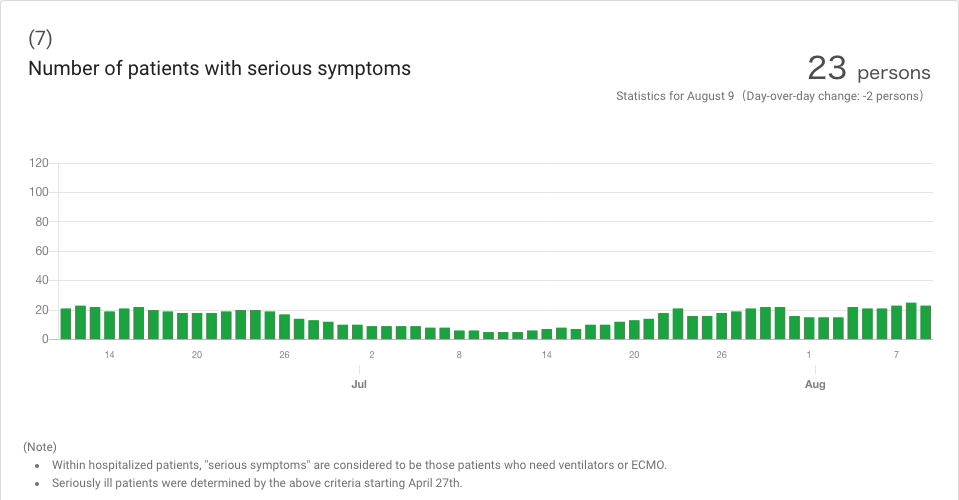 (7)
Number of patients with serious symptoms
23 persons
Statistics for August 9（Day-over-day change: -2 persons）
120
100
80
60
40
20
0
14 20 26 2 8 14 20 26 1 7
Jul Aug
(Note)
• Within hospitalized patients, "serious symptoms" are considered to be those patients who need ventilators or ECMO.
• Seriously ill patients were determined by the above criteria starting April 27th.